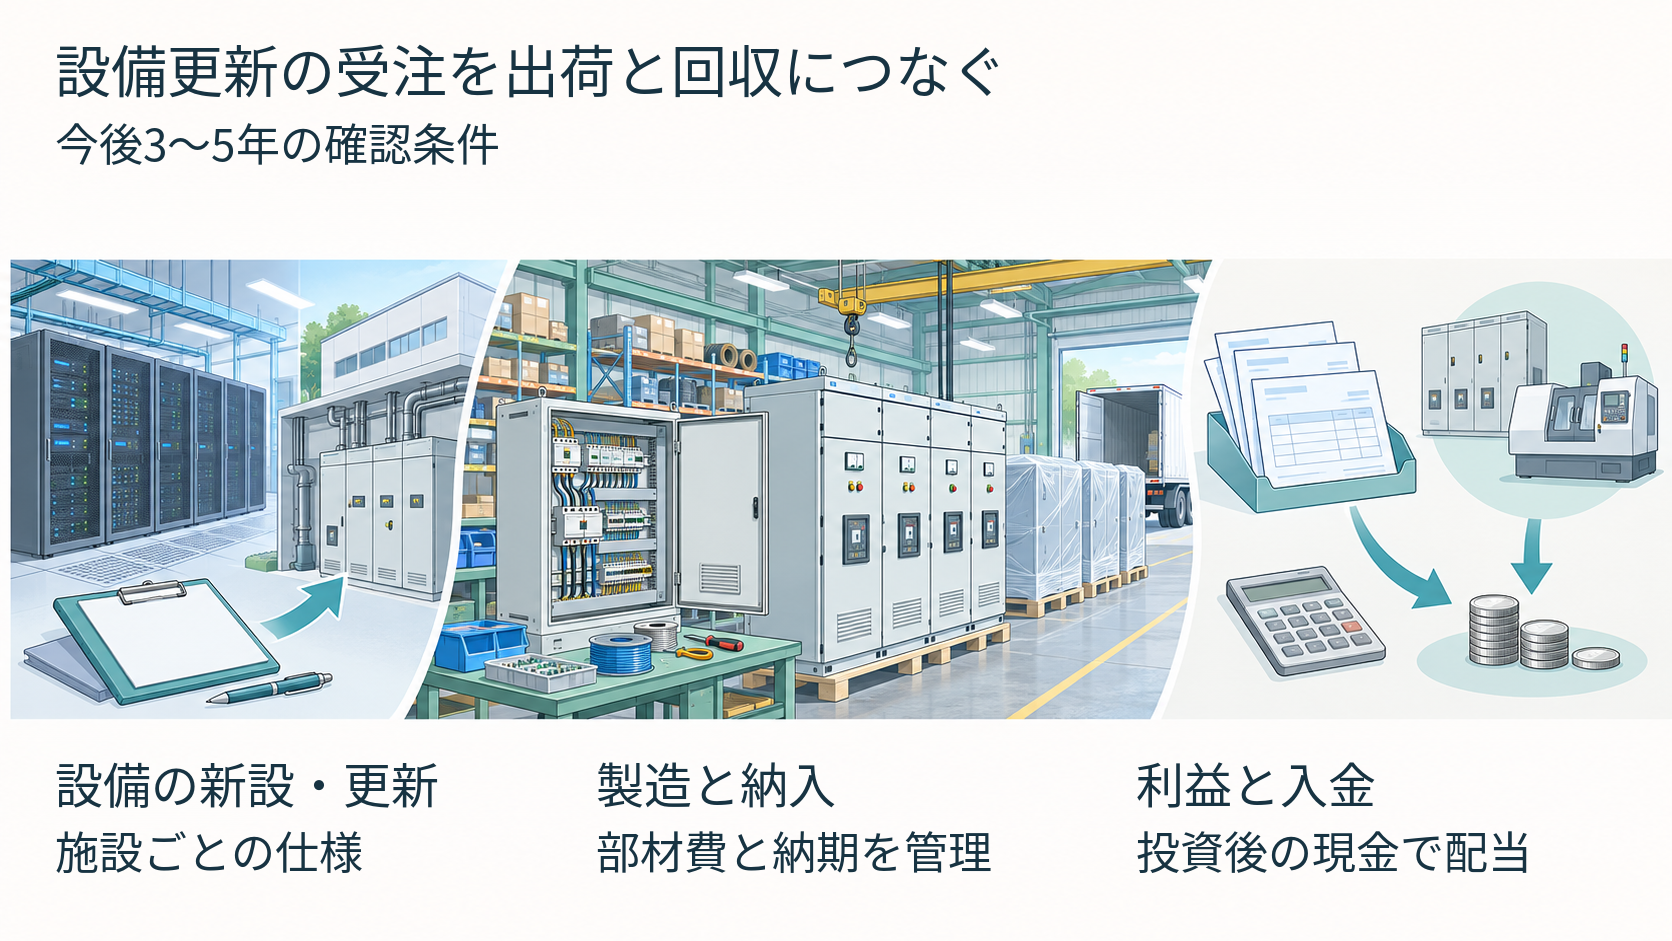 設備更新の受注を出荷と回収につなぐ
今後3〜5年の確認条件
設備の新設・更新
施設ごとの仕様
製造と納入
部材費と納期を管理
利益と入金
投資後の現金で配当